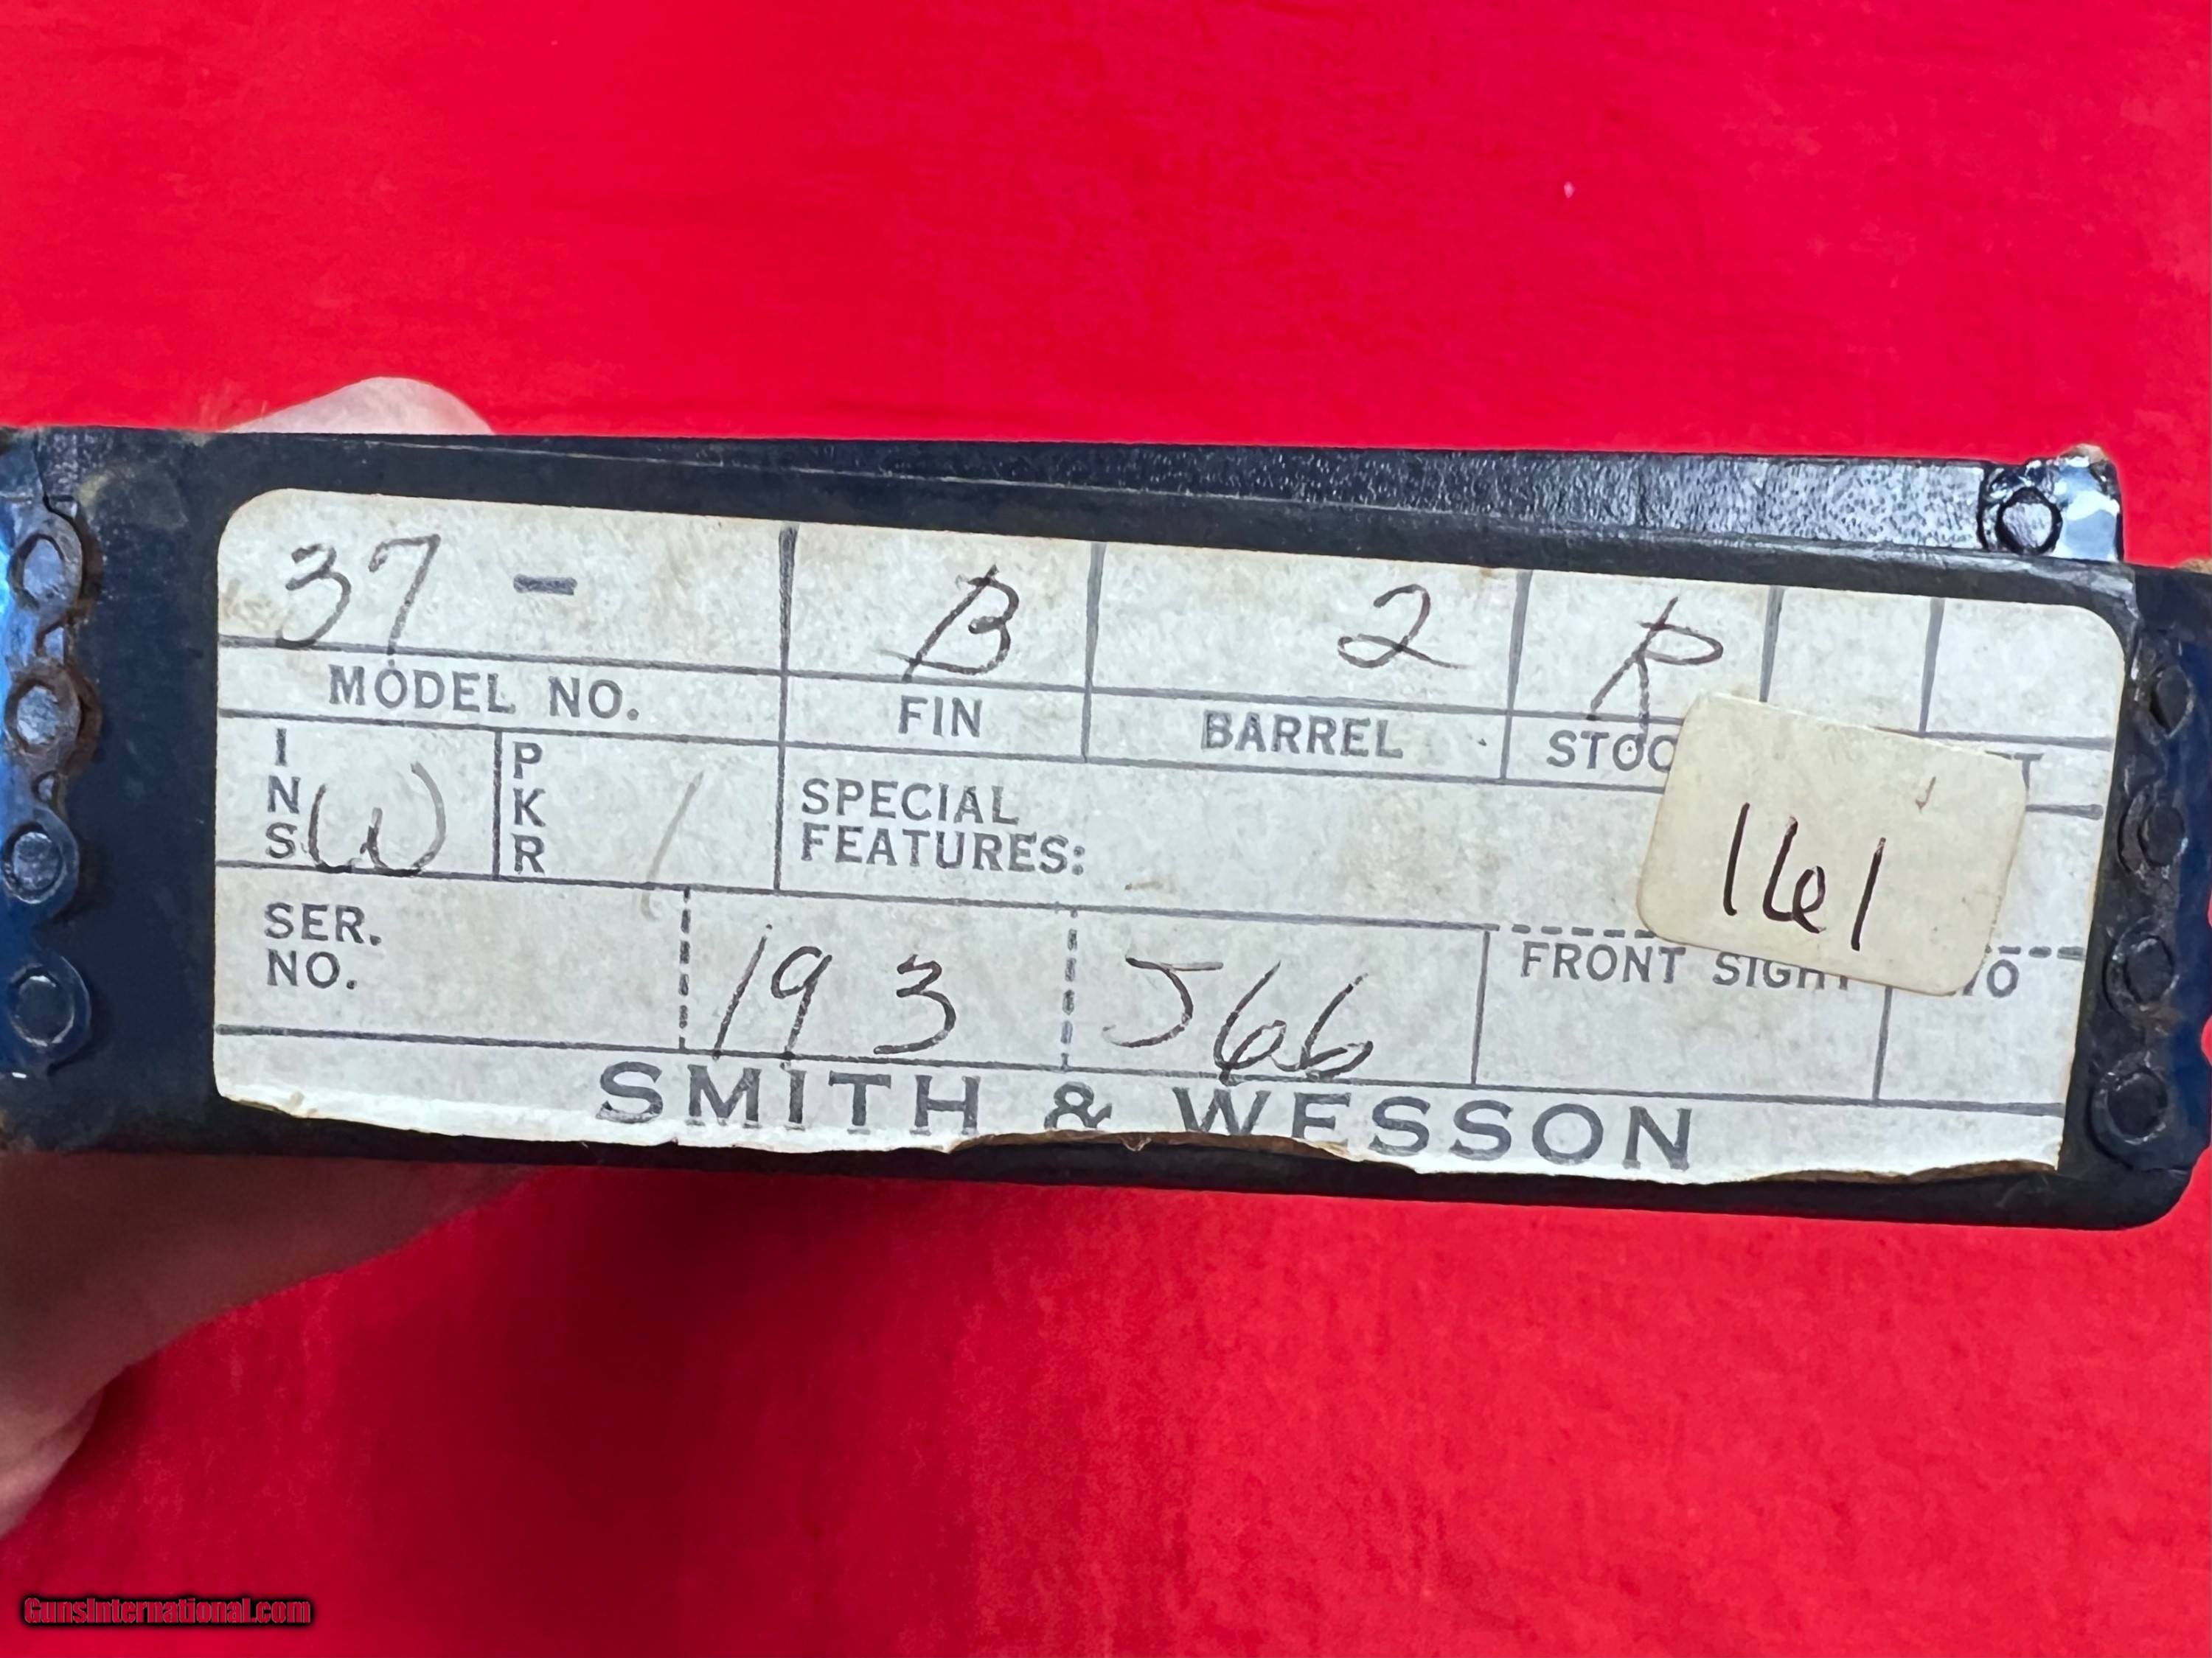 37 - B 2 R
MODEL NO. FIN BARREL
INS W PKR / SPECIAL
FEATURES:
161
SER.
NO. 193 J66
FRONT SIGHT
SMITH & WESSON
GunsInternational.com